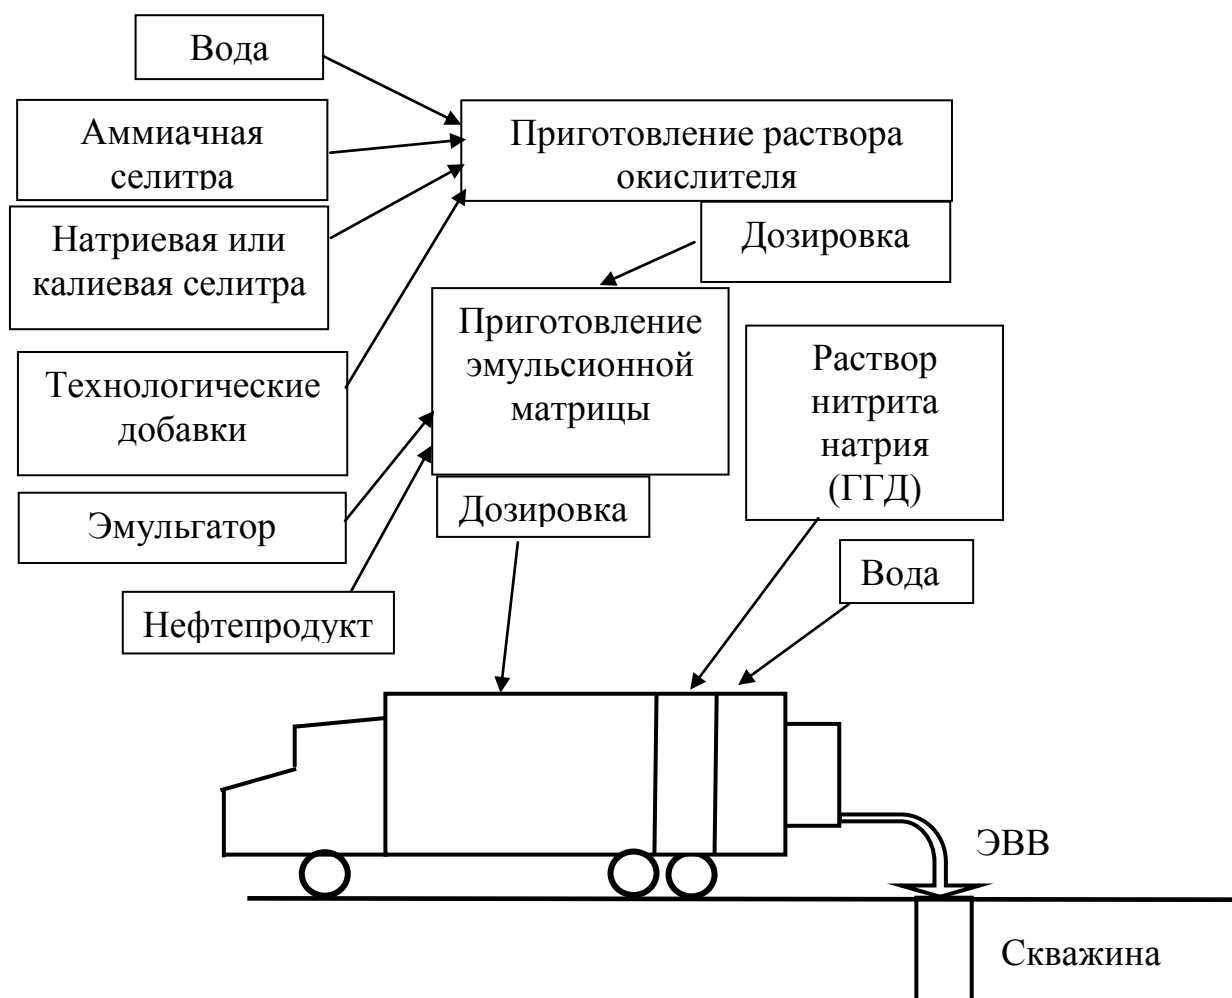 Вода
Аммиачная
селитра
Приготовление раствора
окислителя
Натриевая или
калиевая селитра
Дозировка
Приготовление
эмульсионной
матрицы
Раствор
нитрита
натрия
(ГГД)
Технологические
добавки
Дозировка
Эмульгатор
Вода
Нефтепродукт
ЭВВ
Скважина